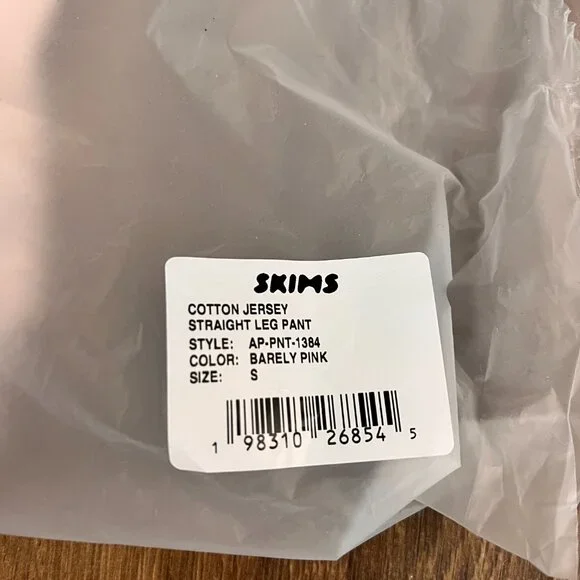 SKIMS
COTTON JERSEY
STRAIGHT LEG PANT
STYLE: AP-PNT-1384
COLOR: BARELY PINK
SIZE: S
1 98310 26854 5